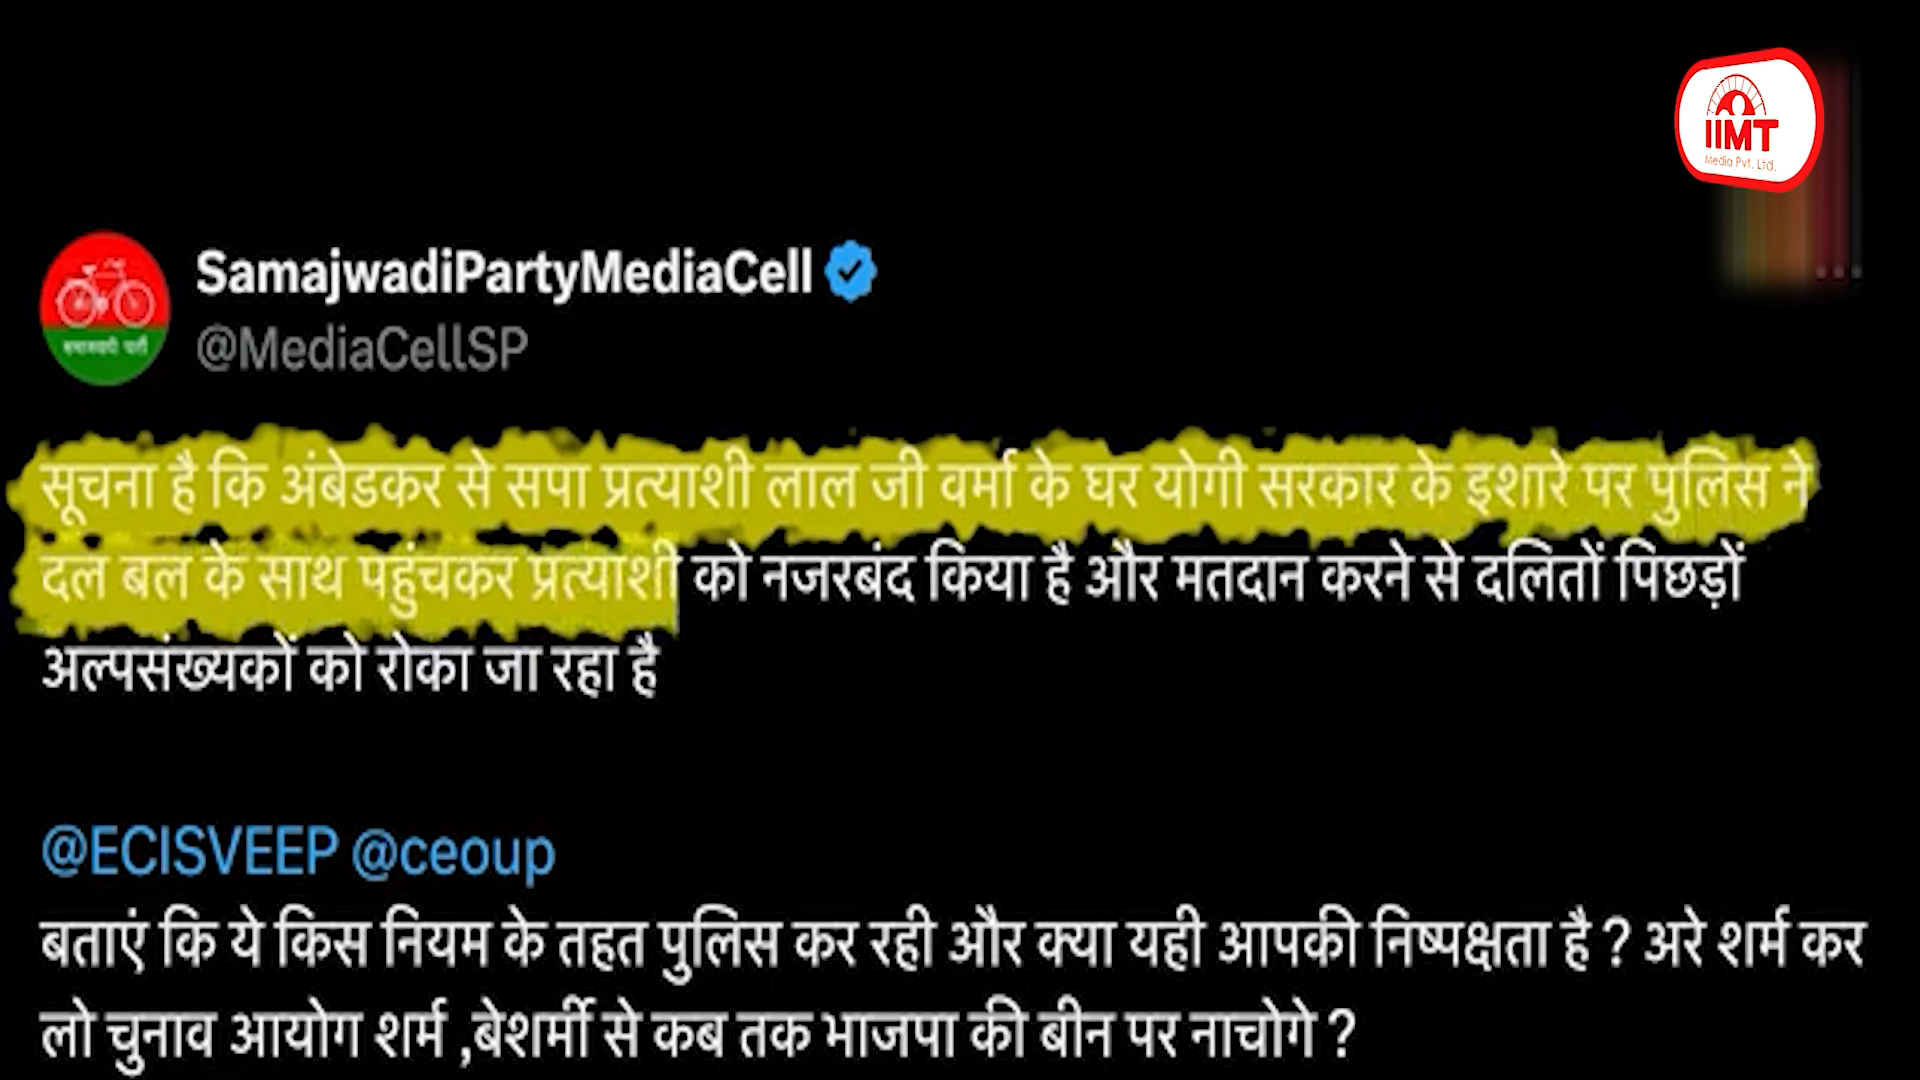 IIMT
Media Pvt. Ltd.
SamajwadiPartyMediaCell
@MediaCellSP
समाजवादी पार्टी
सूचना है कि अंबेडकर से सपा प्रत्याशी लाल जी वर्मा के घर योगी सरकार के इशारे पर पुलिस ने
दल बल के साथ पहुंचकर प्रत्याशी को नजरबंद किया है और मतदान करने से दलितों पिछड़ों
अल्पसंख्यकों को रोका जा रहा है
@ECISVEEP @ceoup
बताएं कि ये किस नियम के तहत पुलिस कर रही और क्या यही आपकी निष्पक्षता है ? अरे शर्म कर
लो चुनाव आयोग शर्म ,बेशर्मी से कब तक भाजपा की बीन पर नाचोगे ?